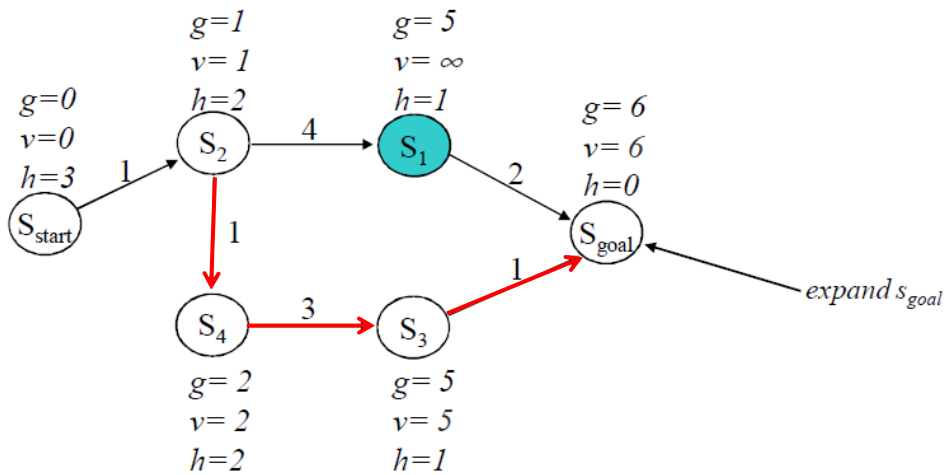 g=1
v= 1
h=2
g= 5
v= ∞
h=1
g=0
v=0
h=3
g= 6
v= 6
h=0
S2
4
S1
1
2
Sstart
Sgoal
1
1
expand sgoal
S4
3
S3
g= 2
v= 2
h=2
g= 5
v= 5
h=1